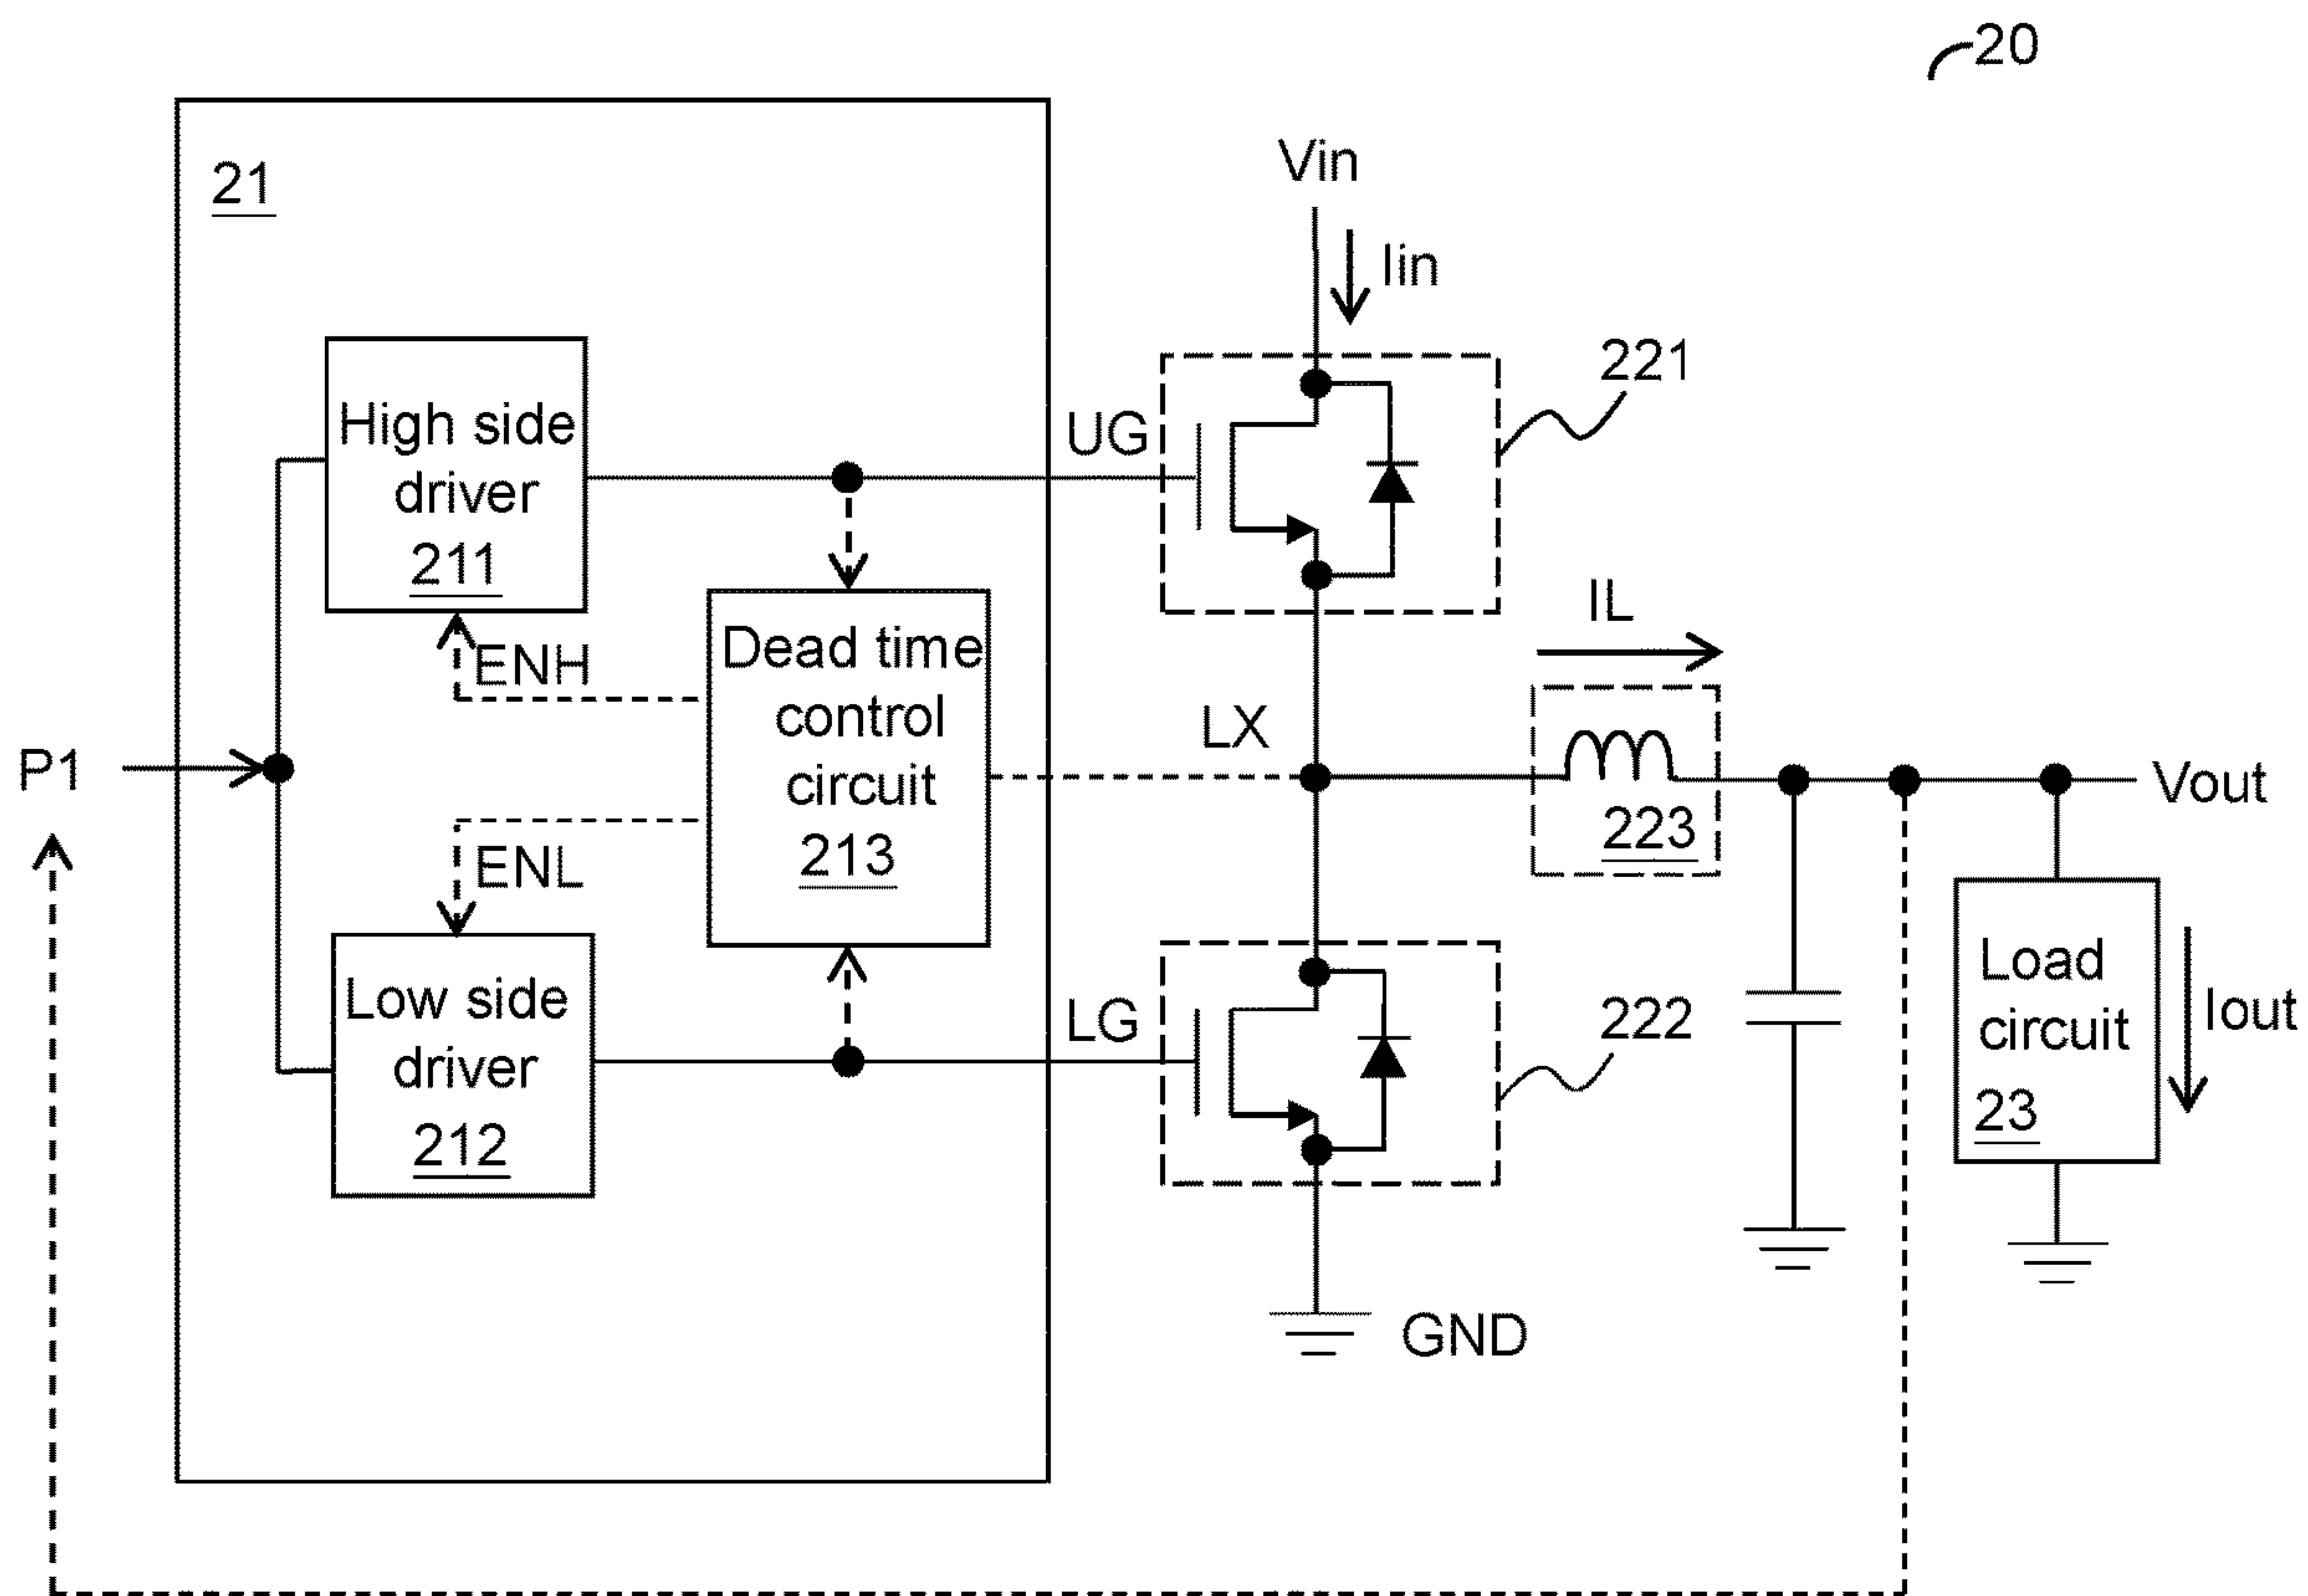 20
21
Vin
Iin
221
High side
driver
211
UG
ENH
Dead time
control
circuit
213
IL
LX
P1
223
Vout
ENL
Low side
driver
212
LG
222
Load
circuit
23
Iout
GND